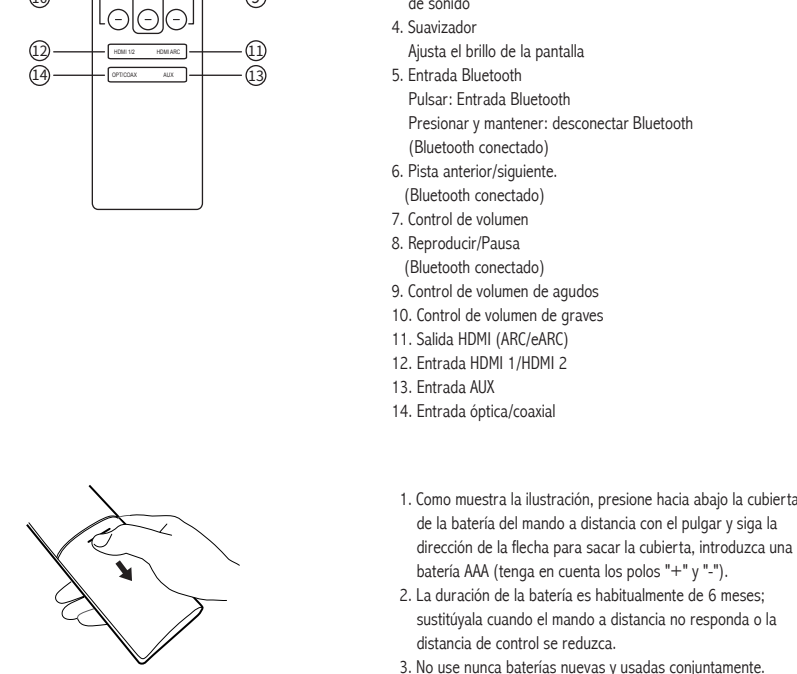 10
9
HDMI 1/2 HDMI ARC
12
11
OPT/COAX AUX
14
13
de sonido
4. Suavizador
Ajusta el brillo de la pantalla
5. Entrada Bluetooth
Pulsar: Entrada Bluetooth
Presionar y mantener: desconectar Bluetooth
(Bluetooth conectado)
6. Pista anterior/siguiente.
(Bluetooth conectado)
7. Control de volumen
8. Reproducir/Pausa
(Bluetooth conectado)
9. Control de volumen de agudos
10. Control de volumen de graves
11. Salida HDMI (ARC/eARC)
12. Entrada HDMI 1/HDMI 2
13. Entrada AUX
14. Entrada óptica/coaxial
1. Como muestra la ilustración, presione hacia abajo la cubierta
de la batería del mando a distancia con el pulgar y siga la
dirección de la flecha para sacar la cubierta, introduzca una
batería AAA (tenga en cuenta los polos "+" y "-").
2. La duración de la batería es habitualmente de 6 meses;
sustitúyala cuando el mando a distancia no responda o la
distancia de control se reduzca.
3. No use nunca baterías nuevas y usadas conjuntamente.